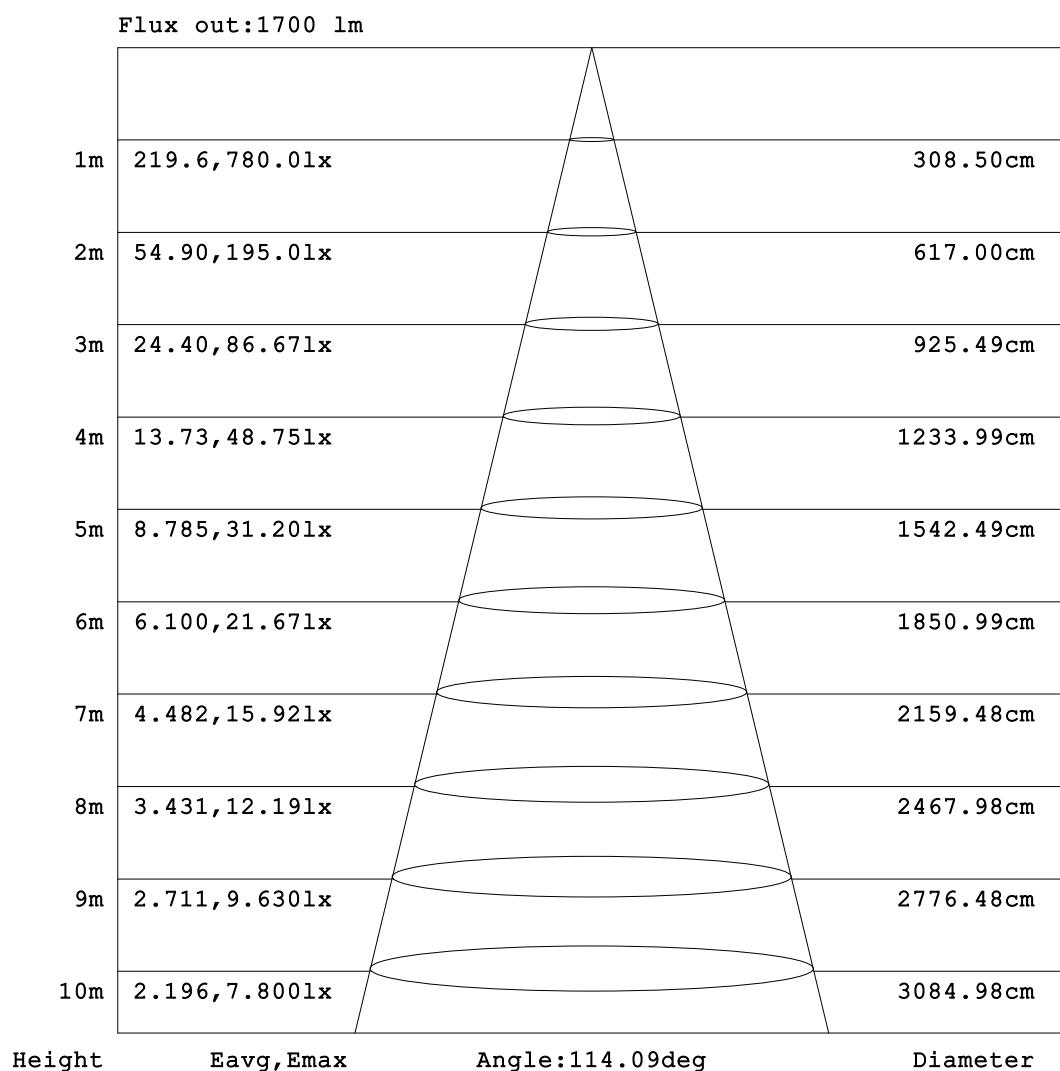 Flux out:1700 lm
1m 219.6,780.0lx 308.50cm
2m 54.90,195.0lx 617.00cm
3m 24.40,86.67lx 925.49cm
4m 13.73,48.75lx 1233.99cm
5m 8.785,31.20lx 1542.49cm
6m 6.100,21.67lx 1850.99cm
7m 4.482,15.92lx 2159.48cm
8m 3.431,12.19lx 2467.98cm
9m 2.711,9.630lx 2776.48cm
10m 2.196,7.800lx 3084.98cm
Height Eavg,Emax Angle:114.09deg Diameter